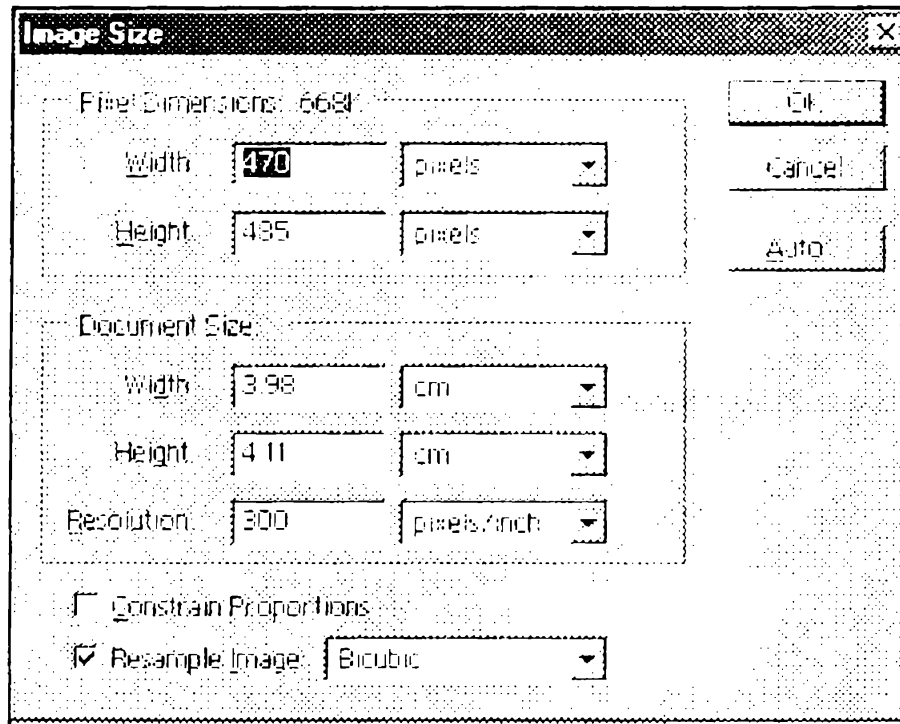 Image Size
Pixel Dimensions: 668K
Width: 470 pixels
Height: 485 pixels
Document Size:
Width: 3.98 cm
Height: 4.11 cm
Resolution: 300 pixels/inch
Constrain Proportions
Resample Image: Bicubic
OK
Cancel
Auto...